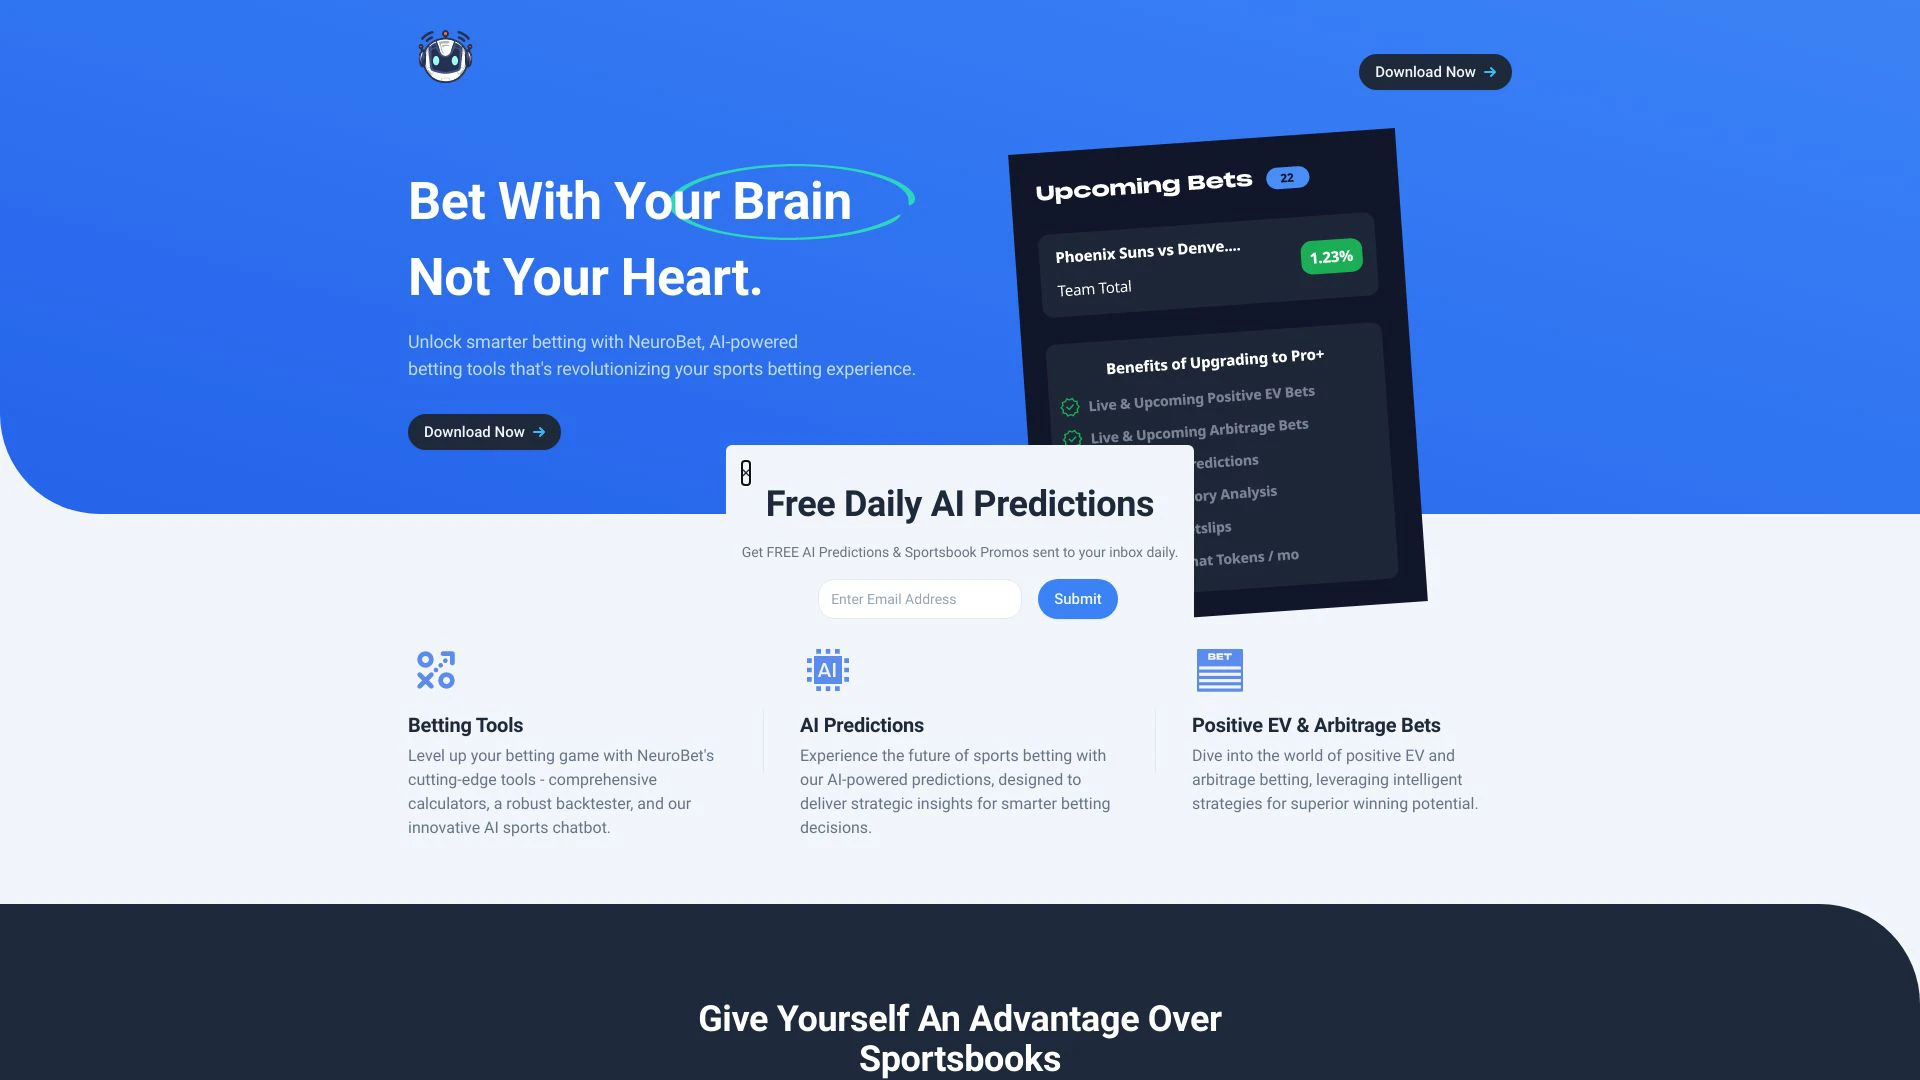 Download Now
Bet With Your Brain
Not Your Heart.
Unlock smarter betting with NeuroBet, AI-powered
betting tools that's revolutionizing your sports betting experience.
Download Now
Upcoming Bets 22
Phoenix Suns vs Denve.... 1.23%
Team Total
Benefits of Upgrading to Pro+
Live & Upcoming Positive EV Bets
Live & Upcoming Arbitrage Bets
redictions
ory Analysis
tslips
hat Tokens / mo
×
Free Daily AI Predictions
Get FREE AI Predictions & Sportsbook Promos sent to your inbox daily.
Enter Email Address Submit
AI
BET
Betting Tools
Level up your betting game with NeuroBet's
cutting-edge tools - comprehensive
calculators, a robust backtester, and our
innovative AI sports chatbot.
AI Predictions
Experience the future of sports betting with
our AI-powered predictions, designed to
deliver strategic insights for smarter betting
decisions.
Positive EV & Arbitrage Bets
Dive into the world of positive EV and
arbitrage betting, leveraging intelligent
strategies for superior winning potential.
Give Yourself An Advantage Over
Sportsbooks